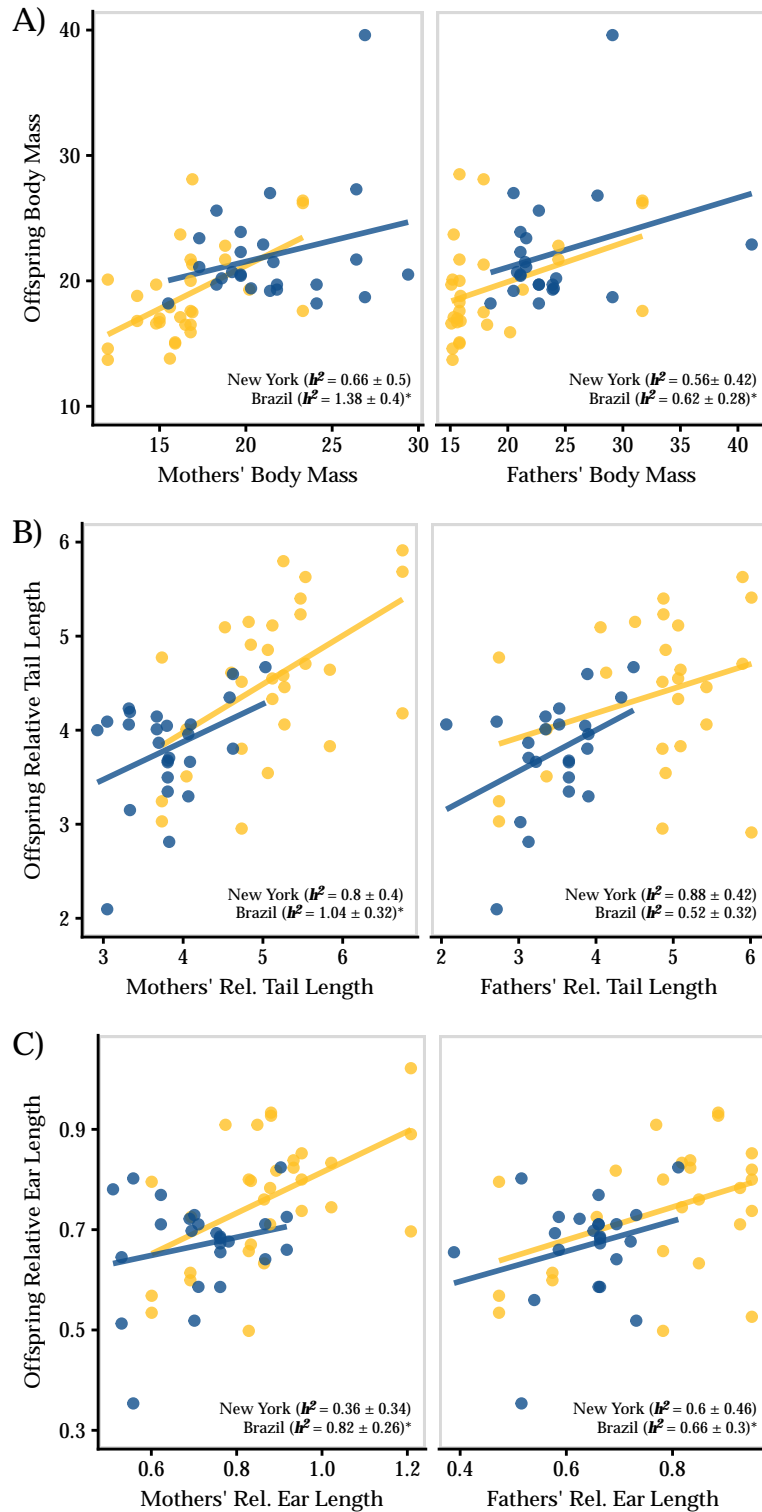 A)
Offspring Body Mass
40
30
20
10
New York (h² = 0.66 ± 0.5)
Brazil (h² = 1.38 ± 0.4)*
15 20 25 30
Mothers' Body Mass
New York (h² = 0.56± 0.42)
Brazil (h² = 0.62 ± 0.28)*
15 20 25 30 35 40
Fathers' Body Mass
B)
Offspring Relative Tail Length
6
5
4
3
2
New York (h² = 0.8 ± 0.4)
Brazil (h² = 1.04 ± 0.32)*
3 4 5 6
Mothers' Rel. Tail Length
New York (h² = 0.88 ± 0.42)
Brazil (h² = 0.52 ± 0.32)
2 3 4 5 6
Fathers' Rel. Tail Length
C)
Offspring Relative Ear Length
0.9
0.7
0.5
0.3
New York (h² = 0.36 ± 0.34)
Brazil (h² = 0.82 ± 0.26)*
0.6 0.8 1.0 1.2
Mothers' Rel. Ear Length
New York (h² = 0.6 ± 0.46)
Brazil (h² = 0.66 ± 0.3)*
0.4 0.6 0.8
Fathers' Rel. Ear Length